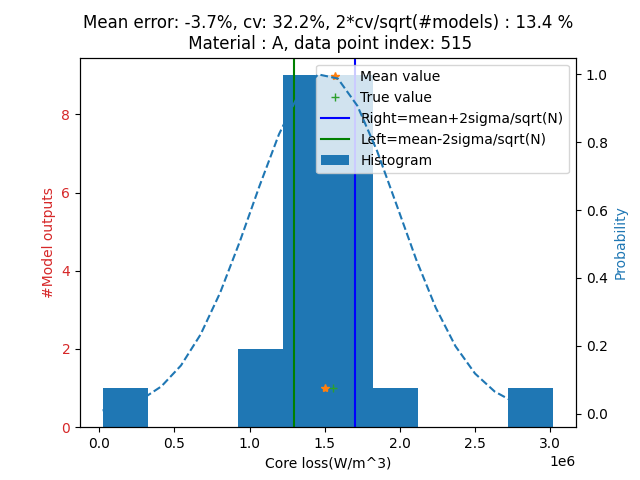 Mean error: -3.7%, cv: 32.2%, 2*cv/sqrt(#models) : 13.4 %
Material : A, data point index: 515
Mean value
True value
Right=mean+2sigma/sqrt(N)
Left=mean-2sigma/sqrt(N)
Histogram
#Model outputs
0
2
4
6
8
Probability
0.0
0.2
0.4
0.6
0.8
1.0
0.0 0.5 1.0 1.5 2.0 2.5 3.0
1e6
Core loss(W/m^3)